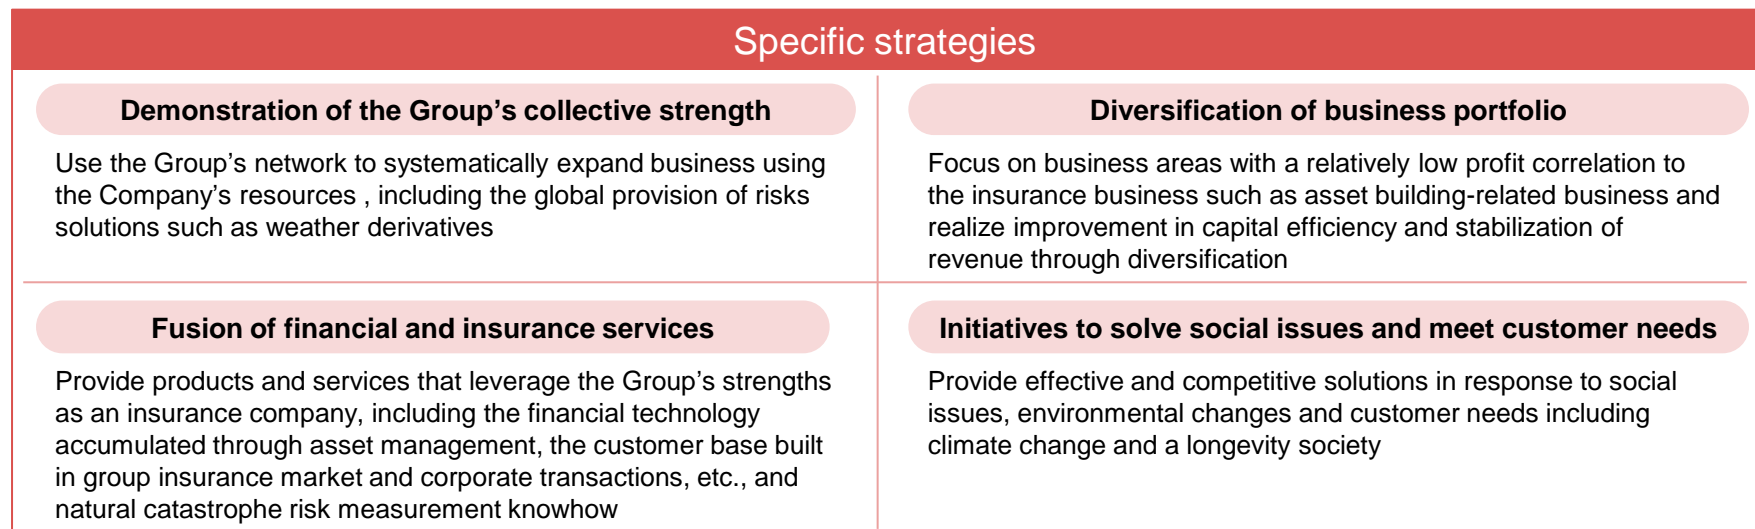 Specific strategies
Demonstration of the Group’s collective strength
Use the Group’s network to systematically expand business using
the Company’s resources , including the global provision of risks
solutions such as weather derivatives
Diversification of business portfolio
Focus on business areas with a relatively low profit correlation to
the insurance business such as asset building-related business and
realize improvement in capital efficiency and stabilization of
revenue through diversification
Fusion of financial and insurance services
Provide products and services that leverage the Group’s strengths
as an insurance company, including the financial technology
accumulated through asset management, the customer base built
in group insurance market and corporate transactions, etc., and
natural catastrophe risk measurement knowhow
Initiatives to solve social issues and meet customer needs
Provide effective and competitive solutions in response to social
issues, environmental changes and customer needs including
climate change and a longevity society